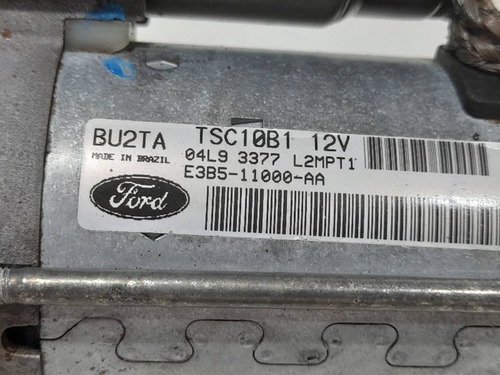 BU2TA TSC10B1 12V
MADE IN BRAZIL 04L9 3377 L2MPT1
E3B5-11000-AA
Ford